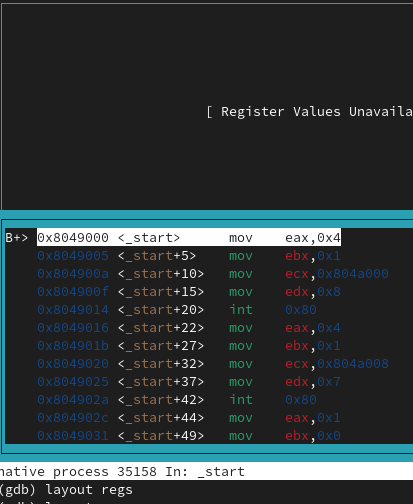 [ Register Values Unavaila
B+> 0x8049000 <_start> mov eax,0x4
0x8049005 <_start+5> mov ebx,0x1
0x804900a <_start+10> mov ecx,0x804a000
0x804900f <_start+15> mov edx,0x8
0x8049014 <_start+20> int 0x80
0x8049016 <_start+22> mov eax,0x4
0x804901b <_start+27> mov ebx,0x1
0x8049020 <_start+32> mov ecx,0x804a008
0x8049025 <_start+37> mov edx,0x7
0x804902a <_start+42> int 0x80
0x804902c <_start+44> mov eax,0x1
0x8049031 <_start+49> mov ebx,0x0
native process 35158 In: _start
(gdb) layout regs